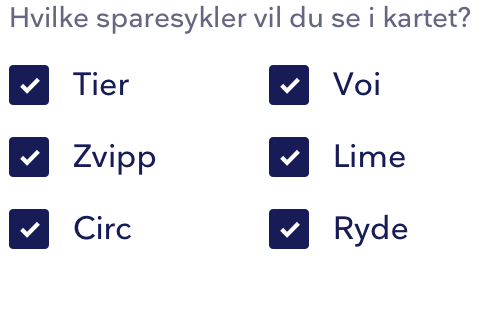 Hvilke sparesykler vil du se i kartet?
Tier Voi
Zvipp Lime
Circ Ryde